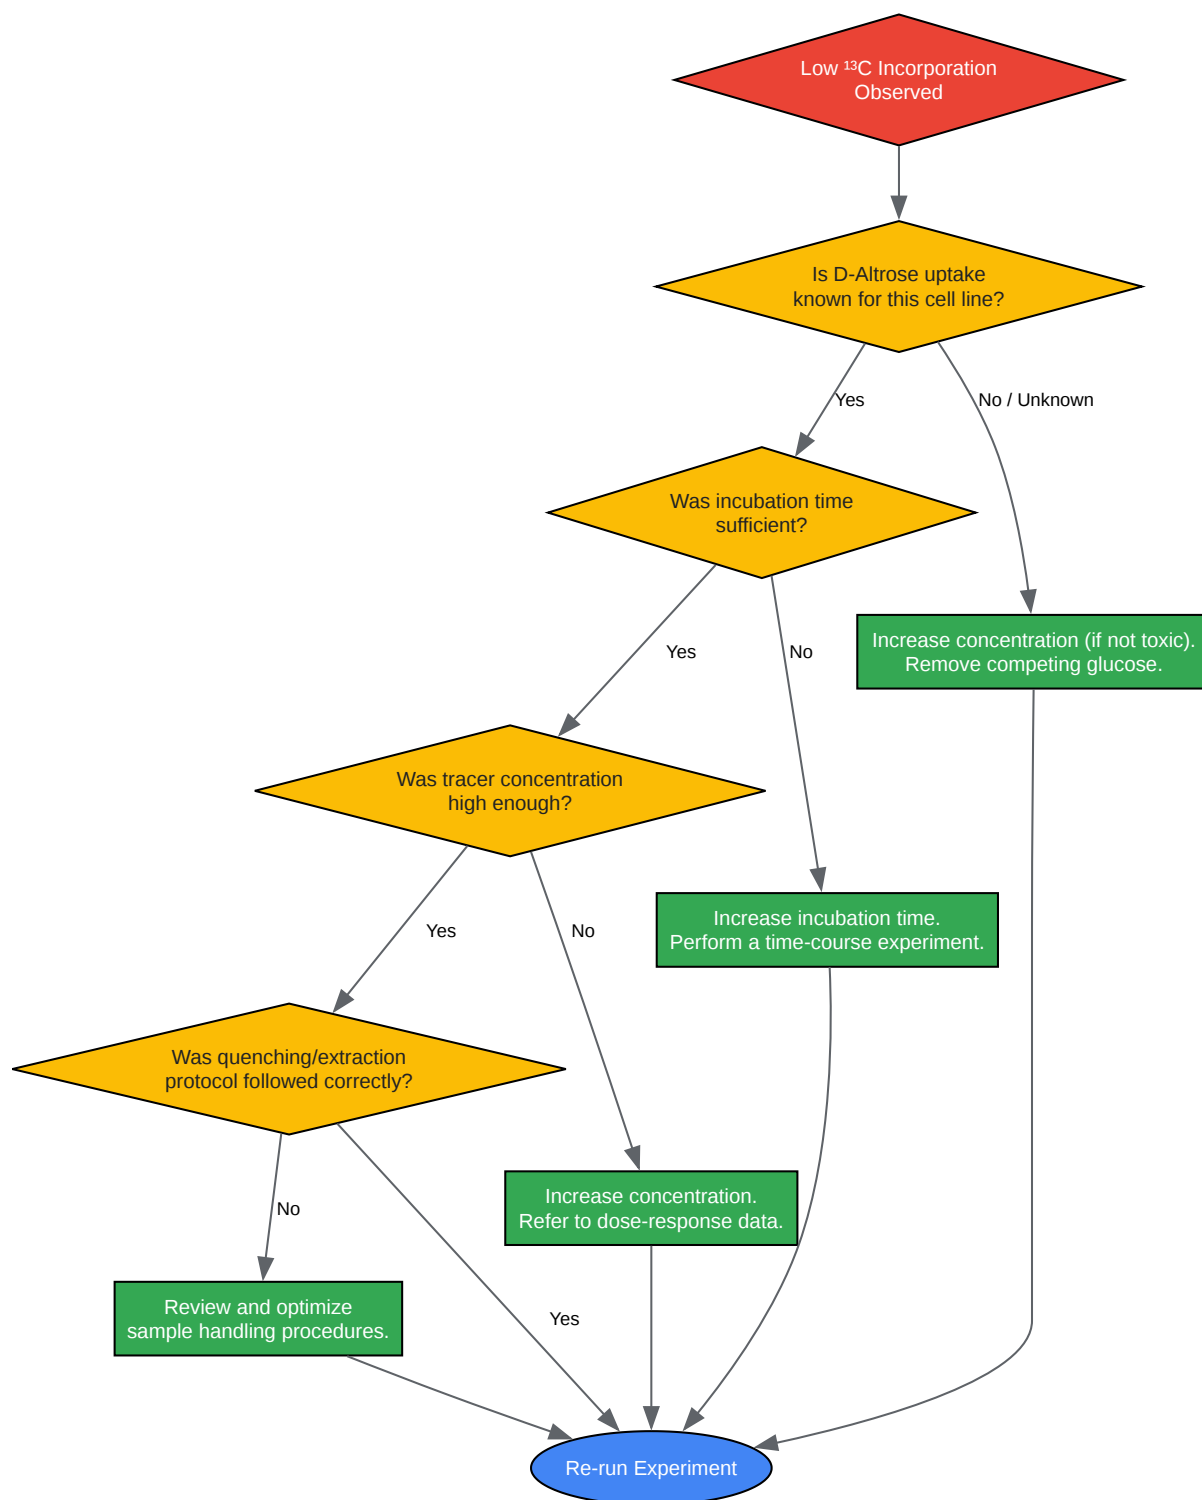 Low ¹³C Incorporation
Observed
Is D-Altrose uptake
known for this cell line?
Yes
No / Unknown
Was incubation time
sufficient?
Yes
No
Increase concentration (if not toxic).
Remove competing glucose.
Was tracer concentration
high enough?
Yes
No
Increase incubation time.
Perform a time-course experiment.
Was quenching/extraction
protocol followed correctly?
No
Yes
Increase concentration.
Refer to dose-response data.
Review and optimize
sample handling procedures.
Re-run Experiment